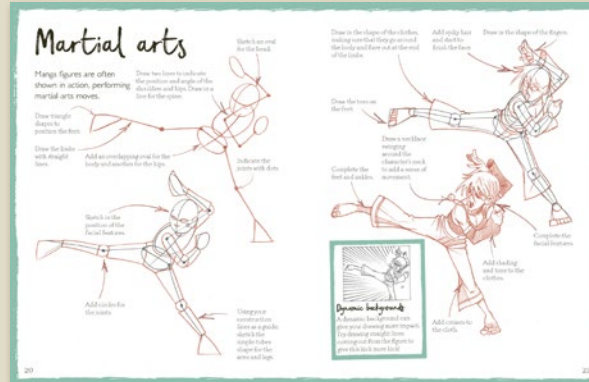 Martial arts
Manga figures are often
shown in action, performing
martial arts moves.
Draw two lines to indicate
the position and angle of the
shoulders and hips. Draw in a
line for the spine.
Sketch an oval
for the head.
Draw triangle
shapes to
position the feet.
Draw the limbs
with straight
lines.
Add an overlapping oval for the
body and another for the hips.
Indicate the
joints with dots.
Sketch in the
position of the
facial features.
Add circles for
the joints.
Using your
construction
lines as a guide,
sketch the
simple tubes
shape for the
arms and legs.
20
Draw in the shape of the clothes,
making sure that they go around
the body and flare out at the end
of the limbs.
Add spiky hair
and start to
finish the face.
Draw in the shape of the fingers.
Draw the toes on
the feet.
Draw a necklace
swinging
around the
character's neck
to add a sense of
movement.
Complete the
feet and ankles.
Complete the
facial features.
Add shading
and tone to the
clothes.
Add creases to
the cloth.
Dynamic backgrounds
A dynamic background can
give your drawing more impact.
Try drawing straight lines
coming out from the figure to
give this kick more kick!